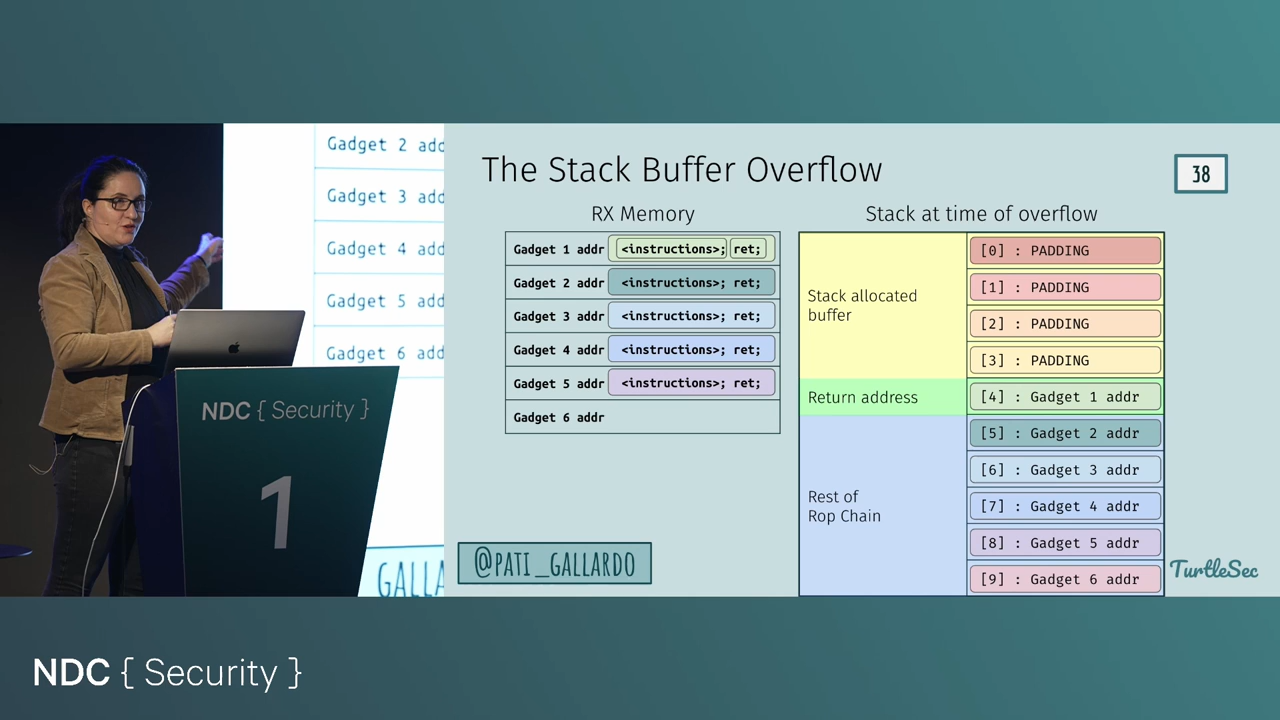 Gadget 2 add
Gadget 3 add
Gadget 4 add
Gadget 5 add
Gadget 6 add
GALLA
NDC { Security }
1
The Stack Buffer Overflow
38
RX Memory
Gadget 1 addr <instructions>; ret;
Gadget 2 addr <instructions>; ret;
Gadget 3 addr <instructions>; ret;
Gadget 4 addr <instructions>; ret;
Gadget 5 addr <instructions>; ret;
Gadget 6 addr
Stack at time of overflow
Stack allocated
buffer
[0] : PADDING
[1] : PADDING
[2] : PADDING
[3] : PADDING
Return address
[4] : Gadget 1 addr
Rest of
Rop Chain
[5] : Gadget 2 addr
[6] : Gadget 3 addr
[7] : Gadget 4 addr
[8] : Gadget 5 addr
[9] : Gadget 6 addr
@PATI_GALLARDO
TurtleSec
NDC { Security }